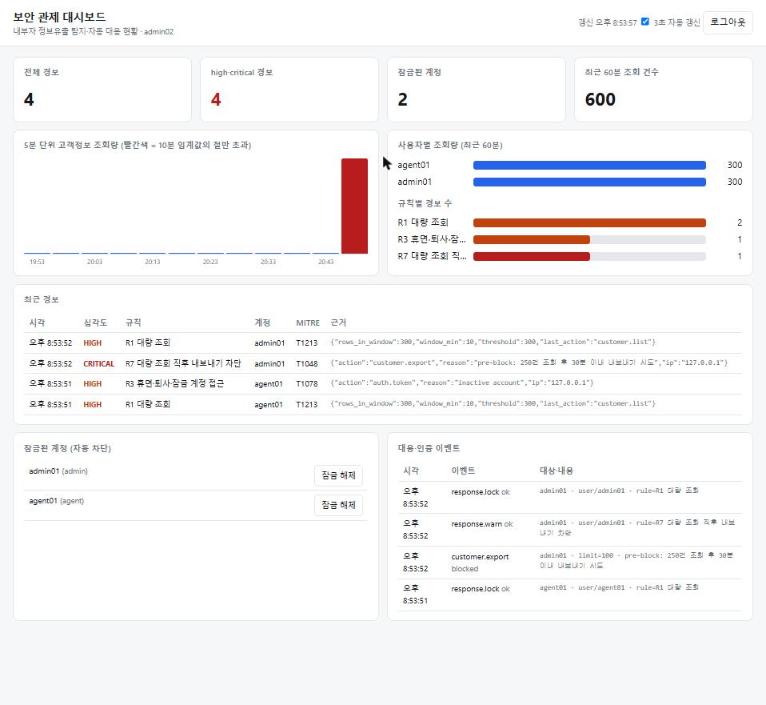 보안 관제 대시보드
내부자 정보유출 탐지·자동 대응 현황 · admin02
갱신 오후 8:53:57 3초 자동 갱신 로그아웃
전체 경보
4
high·critical 경보
4
잠금된 계정
2
최근 60분 조회 건수
600
5분 단위 고객정보 조회량 (빨간색 = 10분 임계값의 절반 초과)
19:53 20:03 20:13 20:23 20:33 20:43
사용자별 조회량 (최근 60분)
agent01 300
admin01 300
규칙별 경보 수
R1 대량 조회 2
R3 휴면·퇴사·잠... 1
R7 대량 조회 직... 1
최근 경보
시각 심각도 규칙 계정 MITRE 근거
오후 8:53:52 HIGH R1 대량 조회 admin01 T1213 {"rows_in_window":300,"window_min":10,"threshold":300,"last_action":"customer.list"}
오후 8:53:52 CRITICAL R7 대량 조회 직후 내보내기 차단 admin01 T1048 {"action":"customer.export","reason":"pre-block: 250건 조회 후 30분 이내 내보내기 시도","ip":"127.0.0.1"}
오후 8:53:51 HIGH R3 휴면·퇴사·잠금 계정 접근 agent01 T1078 {"action":"auth.token","reason":"inactive account","ip":"127.0.0.1"}
오후 8:53:51 HIGH R1 대량 조회 agent01 T1213 {"rows_in_window":300,"window_min":10,"threshold":300,"last_action":"customer.list"}
잠금된 계정 (자동 차단)
admin01 (admin) 잠금 해제
agent01 (agent) 잠금 해제
대응·인증 이벤트
시각 이벤트 대상·내용
오후 8:53:52 response.lock ok admin01 · user/admin01 · rule=R1 대량 조회
오후 8:53:52 response.warn ok admin01 · user/admin01 · rule=R7 대량 조회 직후 내보내기 차단
오후 8:53:52 customer.export blocked admin01 · limit=100 · pre-block: 250건 조회 후 30분 이내 내보내기 시도
오후 8:53:51 response.lock ok agent01 · user/agent01 · rule=R1 대량 조회